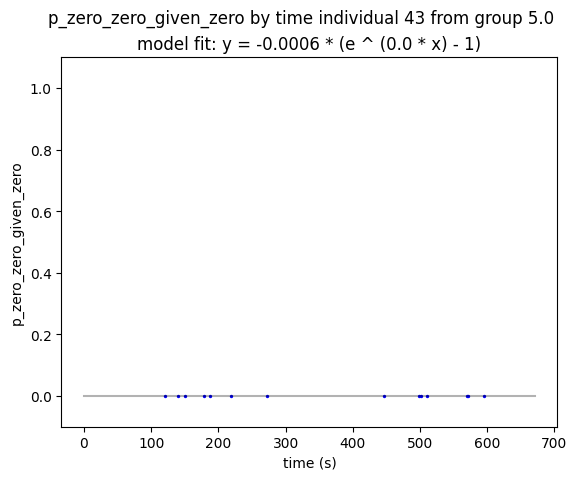 p_zero_zero_given_zero by time individual 43 from group 5.0
model fit: y = -0.0006 * (e ^ (0.0 * x) - 1)
1.0
0.8
0.6
0.4
0.2
0.0
p_zero_zero_given_zero
0 100 200 300 400 500 600 700
time (s)